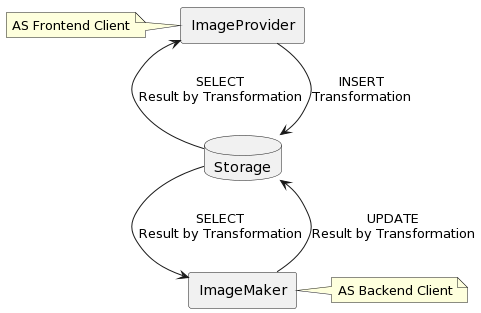 AS Frontend Client
ImageProvider
SELECT
Result by Transformation
INSERT
Transformation
Storage
SELECT
Result by Transformation
UPDATE
Result by Transformation
ImageMaker
AS Backend Client